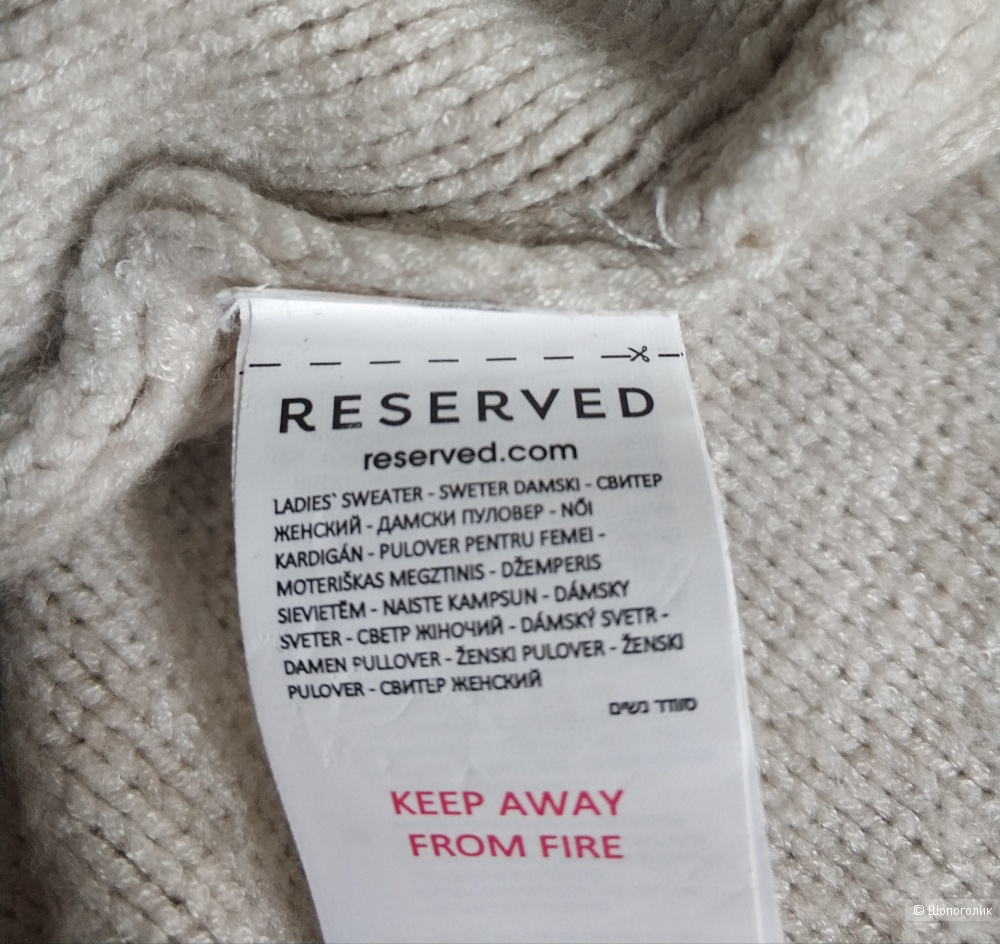 RESERVED
reserved.com
LADIES` SWEATER - SWETER DAMSKI - СВИТЕР
ЖЕНСКИЙ - ДАМСКИ ПУЛОВЕР - NŐI
KARDIGÁN - PULOVER PENTRU FEMEI -
MOTERIŠKAS MEGZTINIS - DŽEMPERIS
SIEVIETĒM - NAISTE KAMPSUN - DÁMSKY
SVETER - СВЕТР ЖІНОЧИЙ - DÁMSKÝ SVETR -
DAMEN PULLOVER - ŽENSKI PULOVER - ŽENSKI
PULOVER - СВИТЕР ЖЕНСКИЙ
סוודר נשים
KEEP AWAY
FROM FIRE
© Шопоголик